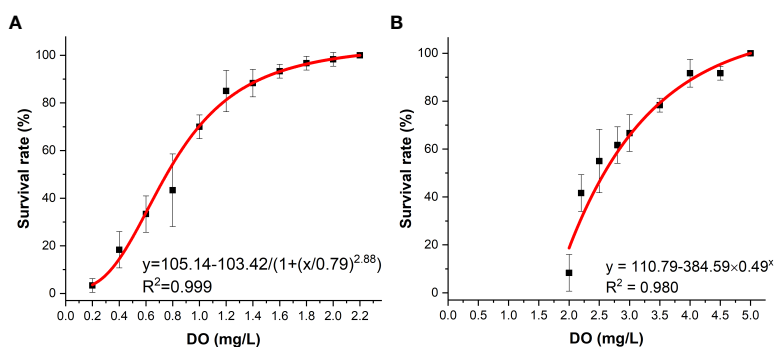 A
Survival rate (%)
100
80
60
40
20
0
y=105.14-103.42/(1+(x/0.79)^2.88)
R²=0.999
0.0 0.2 0.4 0.6 0.8 1.0 1.2 1.4 1.6 1.8 2.0 2.2
DO (mg/L)
B
Survival rate (%)
100
80
60
40
20
0
y = 110.79-384.59×0.49^x
R² = 0.980
0.0 0.5 1.0 1.5 2.0 2.5 3.0 3.5 4.0 4.5 5.0
DO (mg/L)